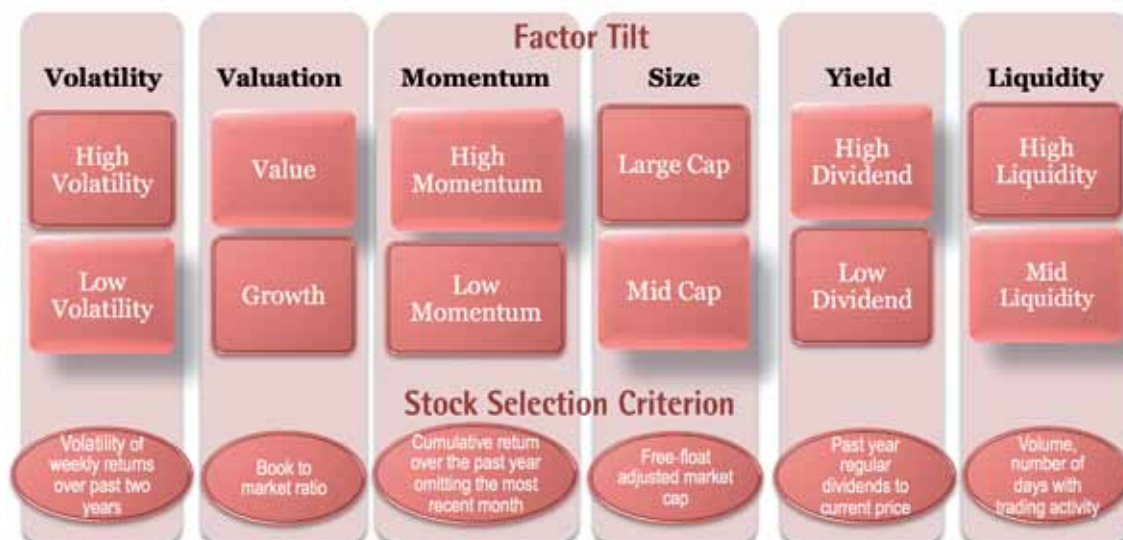 Factor Tilt
Volatility
Valuation
Momentum
Size
Yield
Liquidity
High
Volatility
Value
High
Momentum
Large Cap
High
Dividend
High
Liquidity
Low
Volatility
Growth
Low
Momentum
Mid Cap
Low
Dividend
Mid
Liquidity
Stock Selection Criterion
Volatility of
weekly returns
over past two
years
Book to
market ratio
Cumulative return
over the past year
omitting the most
recent month
Free-float
adjusted market
cap
Past year
regular
dividends to
current price
Volume,
number of
days with
trading activity